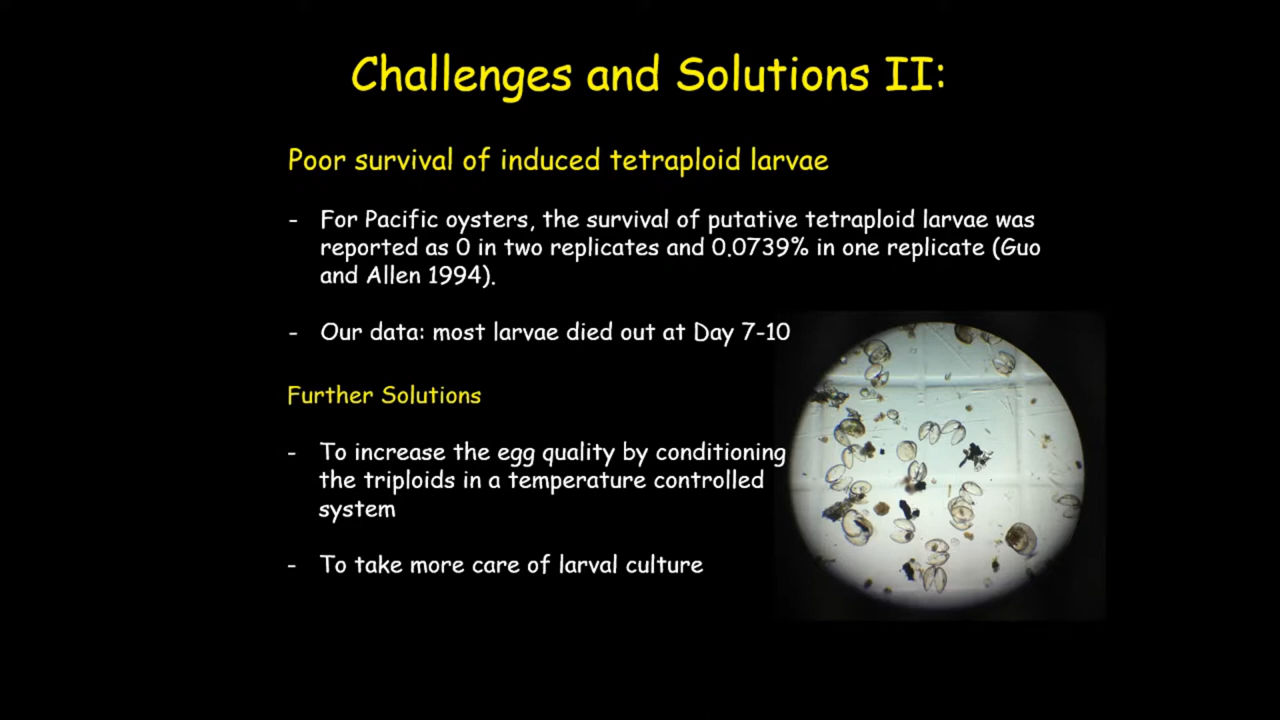 Challenges and Solutions II:
Poor survival of induced tetraploid larvae
- For Pacific oysters, the survival of putative tetraploid larvae was
reported as 0 in two replicates and 0.0739% in one replicate (Guo
and Allen 1994).
- Our data: most larvae died out at Day 7-10
Further Solutions
- To increase the egg quality by conditioning
the triploids in a temperature controlled
system
- To take more care of larval culture